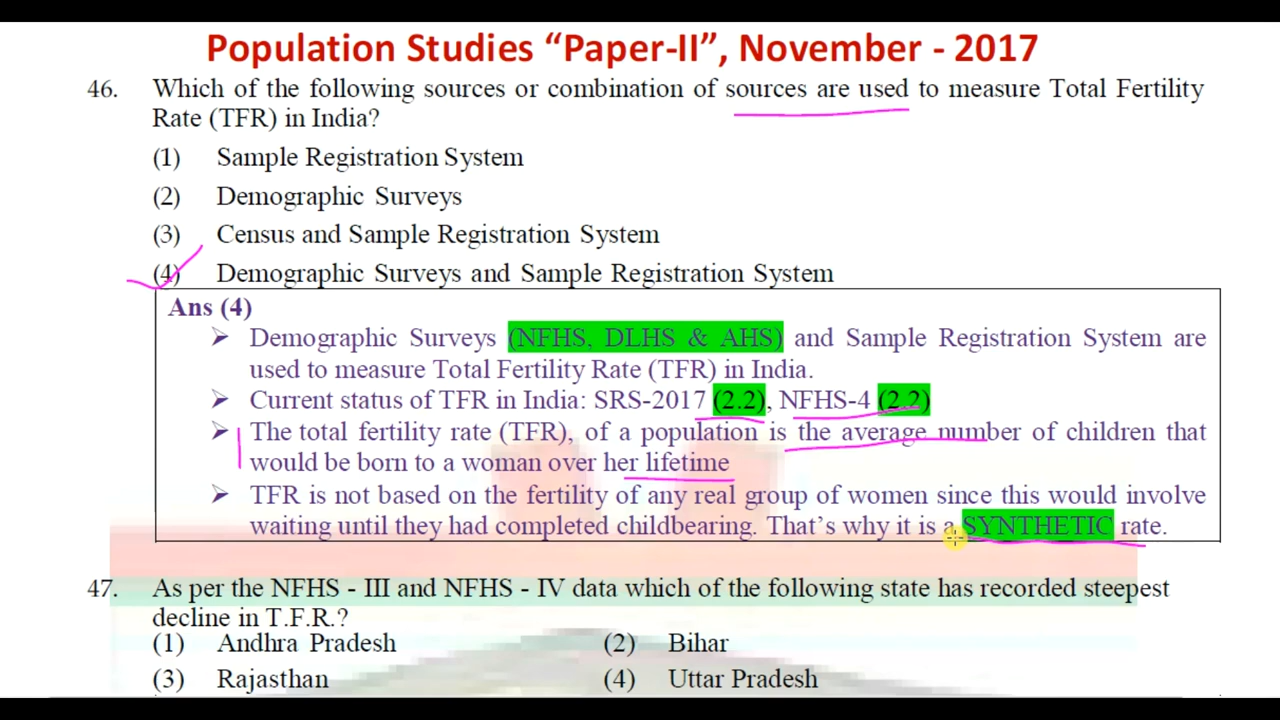 Population Studies “Paper-II”, November - 2017
46. Which of the following sources or combination of sources are used to measure Total Fertility
Rate (TFR) in India?
(1) Sample Registration System
(2) Demographic Surveys
(3) Census and Sample Registration System
(4) Demographic Surveys and Sample Registration System
Ans (4)
➢ Demographic Surveys (NFHS, DLHS & AHS) and Sample Registration System are
used to measure Total Fertility Rate (TFR) in India.
➢ Current status of TFR in India: SRS-2017 (2.2), NFHS-4 (2.2)
➢ The total fertility rate (TFR), of a population is the average number of children that
would be born to a woman over her lifetime
➢ TFR is not based on the fertility of any real group of women since this would involve
waiting until they had completed childbearing. That’s why it is a SYNTHETIC rate.
47. As per the NFHS - III and NFHS - IV data which of the following state has recorded steepest
decline in T.F.R.?
(1) Andhra Pradesh (2) Bihar
(3) Rajasthan (4) Uttar Pradesh